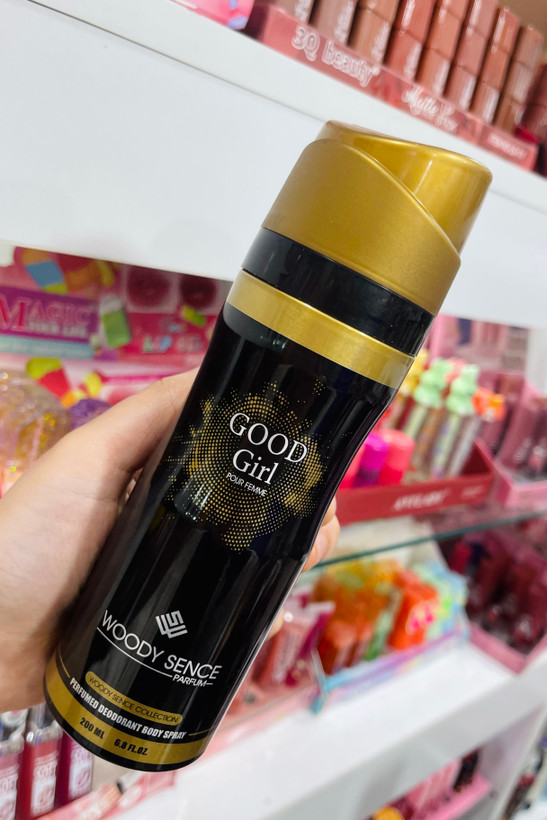 3Q beauty
MAGIC
GOOD
Girl
POUR FEMME
WOODY SENCE
PARFUM
WOODY SENCE COLLECTION
PERFUMED DEODORANT BODY SPRAY
200 ML 6.8 FL.OZ.